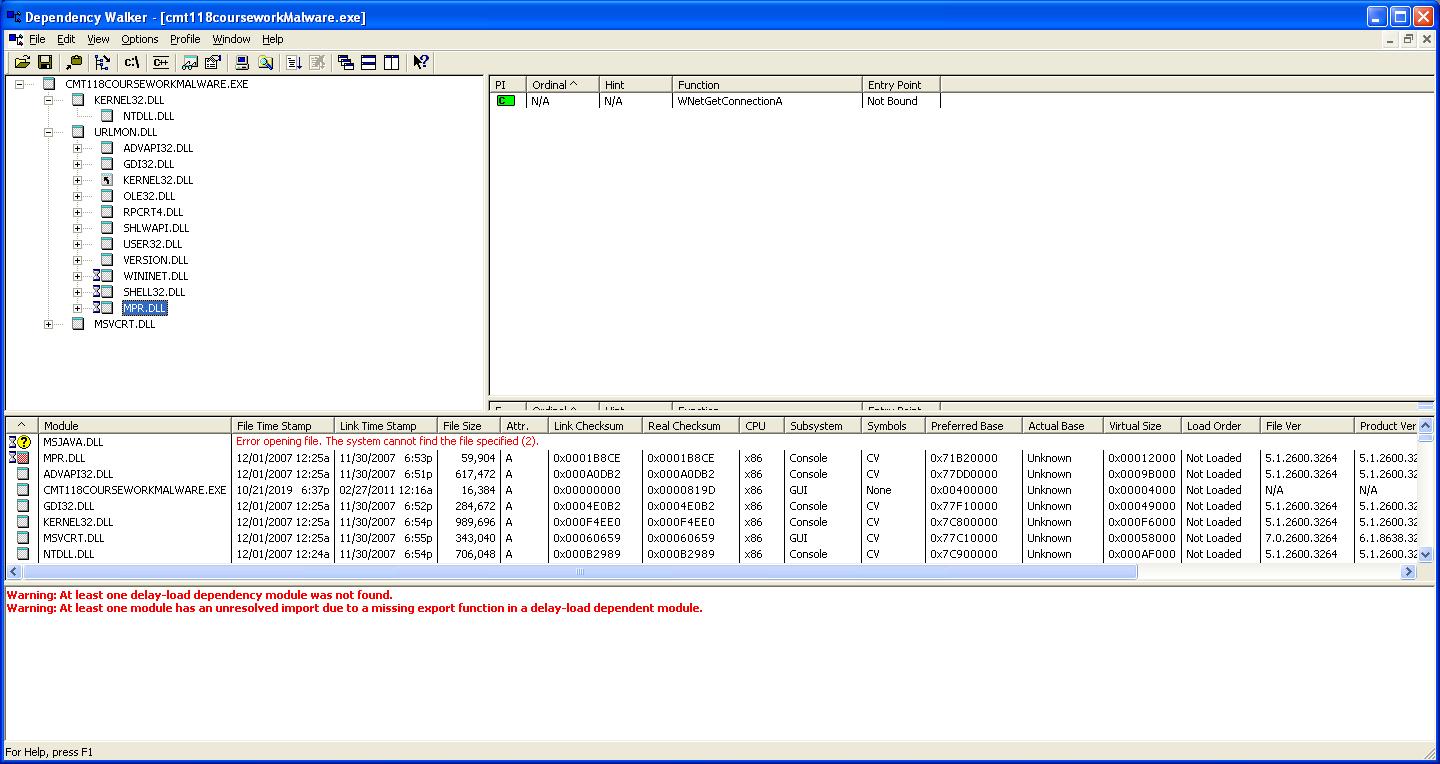 Dependency Walker - [cmt118courseworkMalware.exe]
File Edit View Options Profile Window Help
c:\ C++
CMT118COURSEWORKMALWARE.EXE
KERNEL32.DLL
NTDLL.DLL
URLMON.DLL
ADVAPI32.DLL
GDI32.DLL
KERNEL32.DLL
OLE32.DLL
RPCRT4.DLL
SHLWAPI.DLL
USER32.DLL
VERSION.DLL
WININET.DLL
SHELL32.DLL
MPR.DLL
MSVCRT.DLL
PI Ordinal ^ Hint Function Entry Point
C N/A N/A WNetGetConnectionA Not Bound
E Ordinal ^ Hint Function Entry Point
^ Module File Time Stamp Link Time Stamp File Size Attr. Link Checksum Real Checksum CPU Subsystem Symbols Preferred Base Actual Base Virtual Size Load Order File Ver Product Ver
? MSJAVA.DLL Error opening file. The system cannot find the file specified (2).
MPR.DLL 12/01/2007 12:25a 11/30/2007 6:53p 59,904 A 0x0001B8CE 0x0001B8CE x86 Console CV 0x71B20000 Unknown 0x00012000 Not Loaded 5.1.2600.3264 5.1.2600.32
ADVAPI32.DLL 12/01/2007 12:25a 11/30/2007 6:51p 617,472 A 0x000A0DB2 0x000A0DB2 x86 Console CV 0x77DD0000 Unknown 0x0009B000 Not Loaded 5.1.2600.3264 5.1.2600.32
CMT118COURSEWORKMALWARE.EXE 10/21/2019 6:37p 02/27/2011 12:16a 16,384 A 0x00000000 0x0000819D x86 GUI None 0x00400000 Unknown 0x00004000 Not Loaded N/A N/A
GDI32.DLL 12/01/2007 12:25a 11/30/2007 6:52p 284,672 A 0x0004E0B2 0x0004E0B2 x86 Console CV 0x77F10000 Unknown 0x00049000 Not Loaded 5.1.2600.3264 5.1.2600.32
KERNEL32.DLL 12/01/2007 12:25a 11/30/2007 6:54p 989,696 A 0x000F4EE0 0x000F4EE0 x86 Console CV 0x7C800000 Unknown 0x000F6000 Not Loaded 5.1.2600.3264 5.1.2600.32
MSVCRT.DLL 12/01/2007 12:25a 11/30/2007 6:55p 343,040 A 0x00060659 0x00060659 x86 GUI CV 0x77C10000 Unknown 0x00058000 Not Loaded 7.0.2600.3264 6.1.8638.32
NTDLL.DLL 12/01/2007 12:24a 11/30/2007 6:54p 706,048 A 0x000B2989 0x000B2989 x86 Console CV 0x7C900000 Unknown 0x000AF000 Not Loaded 5.1.2600.3264 5.1.2600.32
Warning: At least one delay-load dependency module was not found.
Warning: At least one module has an unresolved import due to a missing export function in a delay-load dependent module.
For Help, press F1